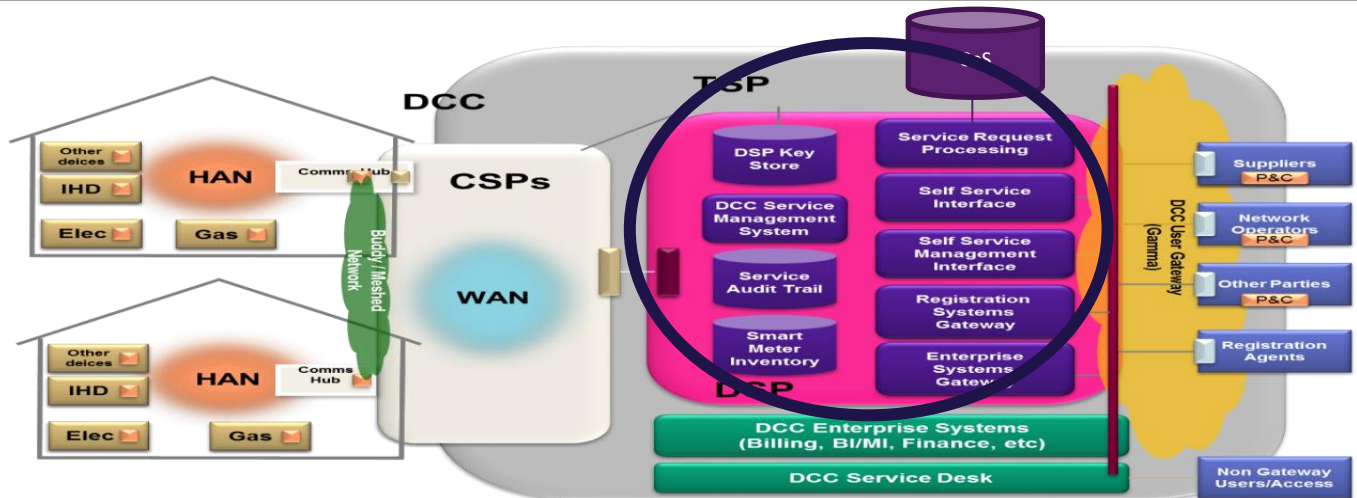 DCC
TSP
Other
deices
IHD
Elec
Gas
HAN
Comms Hub
Buddy / Meshed
Network
Other
deices
IHD
Elec
Gas
HAN
Comms
Hub
CSPs
WAN
DSP Key
Store
DCC Service
Management
System
Service
Audit Trail
Smart
Meter
Inventory
Service Request
Processing
Self Service
Interface
Self Service
Management
Interface
Registration
Systems
Gateway
Enterprise
Systems
Gateway
DSP
DCC Enterprise Systems
(Billing, BI/MI, Finance, etc)
DCC Service Desk
DCC User Gateway
(Gamma)
Suppliers
P&C
Network
Operators
P&C
Other Parties
P&C
Registration
Agents
Non Gateway
Users/Access